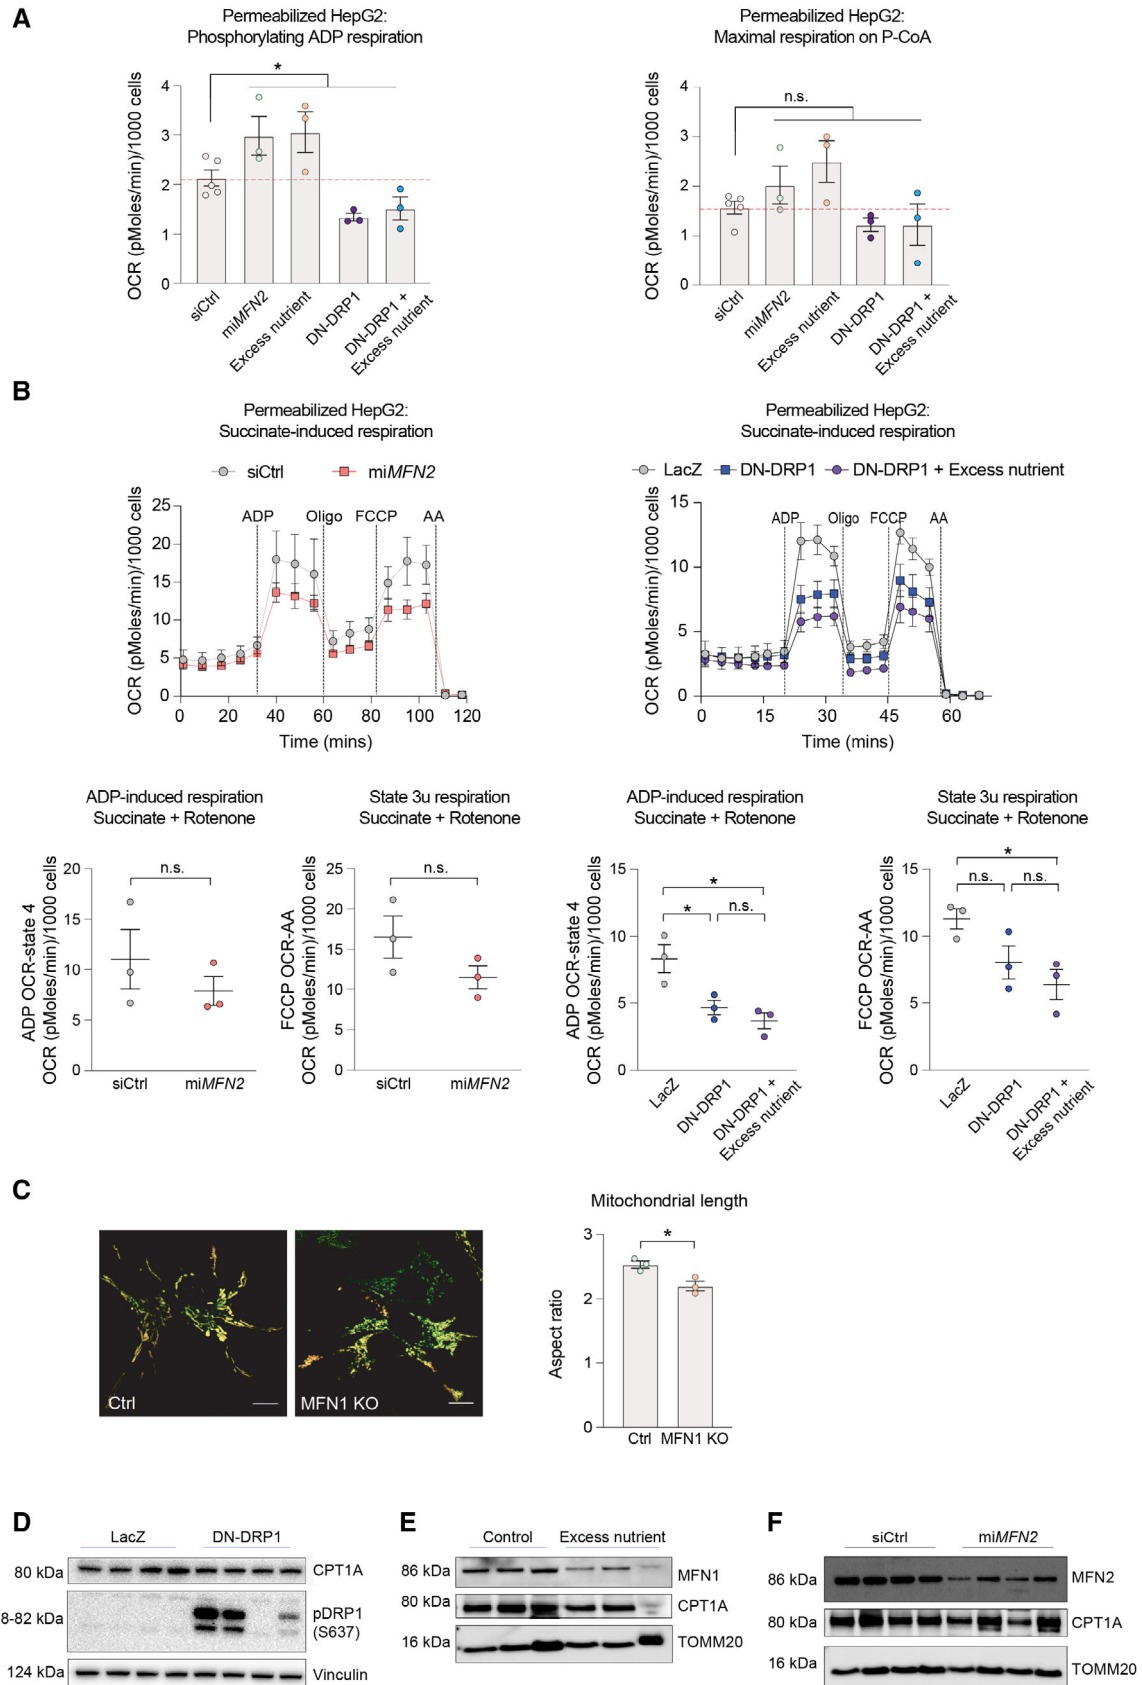 A
Permeabilized HepG2:
Phosphorylating ADP respiration
OCR (pMoles/min)/1000 cells
4
3
2
1
0
*
siCtrl
miMFN2
Excess nutrient
DN-DRP1
DN-DRP1 +
Excess nutrient
Permeabilized HepG2:
Maximal respiration on P-CoA
OCR (pMoles/min)/1000 cells
4
3
2
1
0
n.s.
siCtrl
miMFN2
Excess nutrient
DN-DRP1
DN-DRP1 +
Excess nutrient
B
Permeabilized HepG2:
Succinate-induced respiration
siCtrl
miMFN2
OCR (pMoles/min)/1000 cells
25
20
15
10
5
0
ADP
Oligo
FCCP
AA
0
20
40
60
80
100
120
Time (mins)
Permeabilized HepG2:
Succinate-induced respiration
LacZ
DN-DRP1
DN-DRP1 + Excess nutrient
OCR (pMoles/min)/1000 cells
15
10
5
0
ADP
Oligo
FCCP
AA
0
15
30
45
60
Time (mins)
ADP-induced respiration
Succinate + Rotenone
ADP OCR-state 4
OCR (pMoles/min)/1000 cells
20
15
10
5
0
n.s.
siCtrl
miMFN2
State 3u respiration
Succinate + Rotenone
FCCP OCR-AA
OCR (pMoles/min)/1000 cells
25
20
15
10
5
0
n.s.
siCtrl
miMFN2
ADP-induced respiration
Succinate + Rotenone
ADP OCR-state 4
OCR (pMoles/min)/1000 cells
15
10
5
0
*
*
n.s.
LacZ
DN-DRP1
DN-DRP1 +
Excess nutrient
State 3u respiration
Succinate + Rotenone
FCCP OCR-AA
OCR (pMoles/min)/1000 cells
15
10
5
0
*
n.s.
n.s.
LacZ
DN-DRP1
DN-DRP1 +
Excess nutrient
C
Ctrl
MFN1 KO
Mitochondrial length
Aspect ratio
3
2
1
0
*
Ctrl
MFN1 KO
D
LacZ
DN-DRP1
80 kDa
CPT1A
8-82 kDa
pDRP1
(S637)
124 kDa
Vinculin
E
Control
Excess nutrient
86 kDa
MFN1
80 kDa
CPT1A
16 kDa
TOMM20
F
siCtrl
miMFN2
86 kDa
MFN2
80 kDa
CPT1A
16 kDa
TOMM20